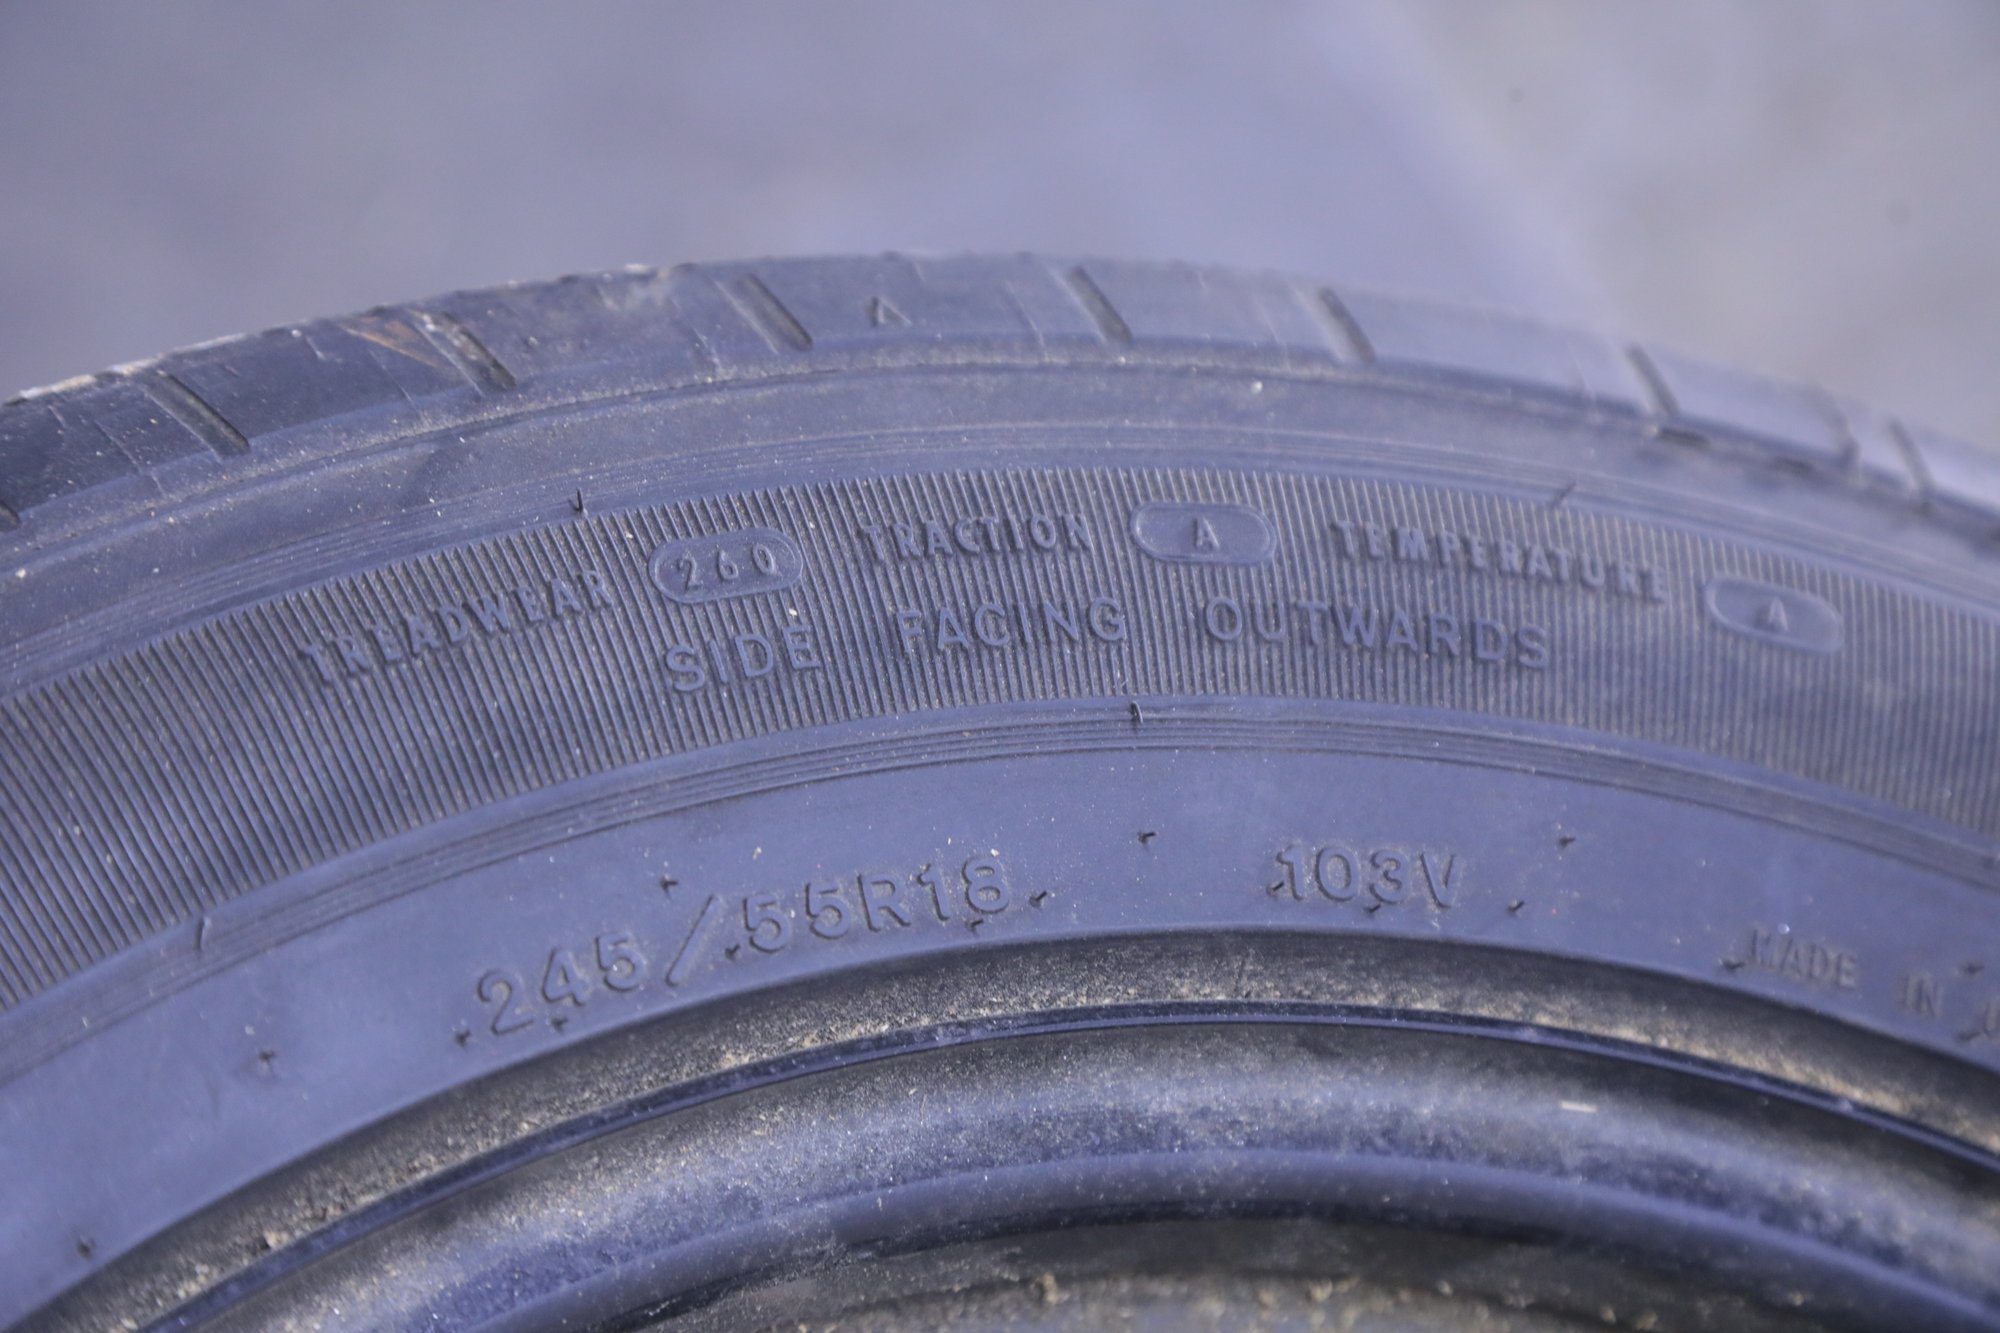 TREADWEAR 260 TRACTION A TEMPERATURE A
SIDE FACING OUTWARDS
245/55R18 103V
MADE IN